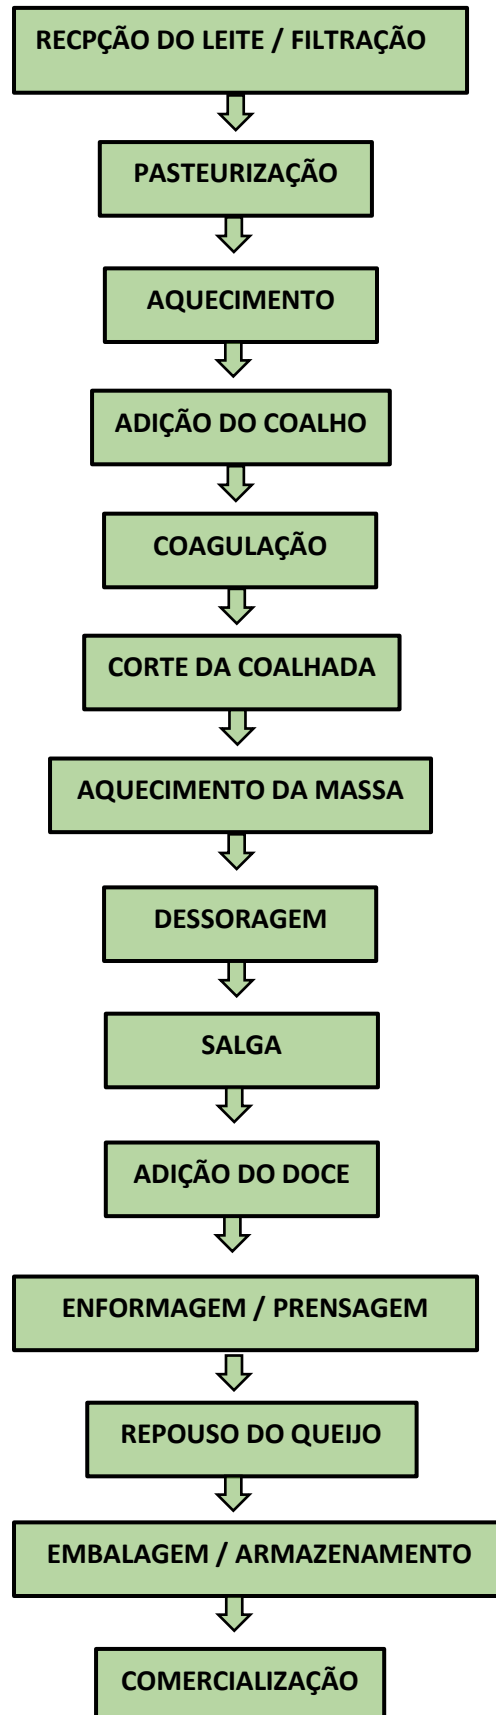 RECPÇÃO DO LEITE / FILTRAÇÃO
PASTEURIZAÇÃO
AQUECIMENTO
ADIÇÃO DO COALHO
COAGULAÇÃO
CORTE DA COALHADA
AQUECIMENTO DA MASSA
DESSORAGEM
SALGA
ADIÇÃO DO DOCE
ENFORMAGEM / PRENSAGEM
REPOUSO DO QUEIJO
EMBALAGEM / ARMAZENAMENTO
COMERCIALIZAÇÃO